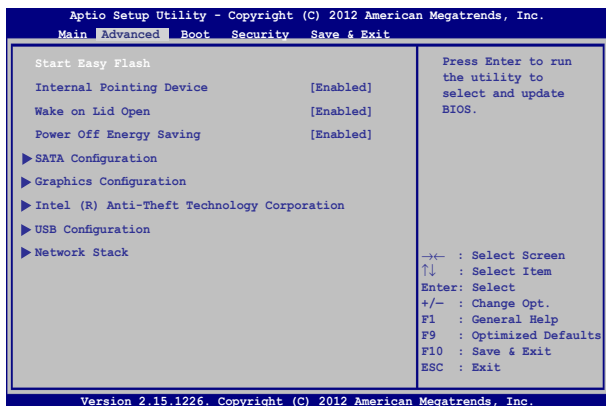 Aptio Setup Utility - Copyright (C) 2012 American Megatrends, Inc.
Main Advanced Boot Security Save & Exit
Start Easy Flash
Internal Pointing Device [Enabled]
Wake on Lid Open [Enabled]
Power Off Energy Saving [Enabled]
SATA Configuration
Graphics Configuration
Intel (R) Anti-Theft Technology Corporation
USB Configuration
Network Stack
Press Enter to run
the utility to
select and update
BIOS.
→← : Select Screen
↑↓ : Select Item
Enter: Select
+/— : Change Opt.
F1 : General Help
F9 : Optimized Defaults
F10 : Save & Exit
ESC : Exit
Version 2.15.1226. Copyright (C) 2012 American Megatrends, Inc.